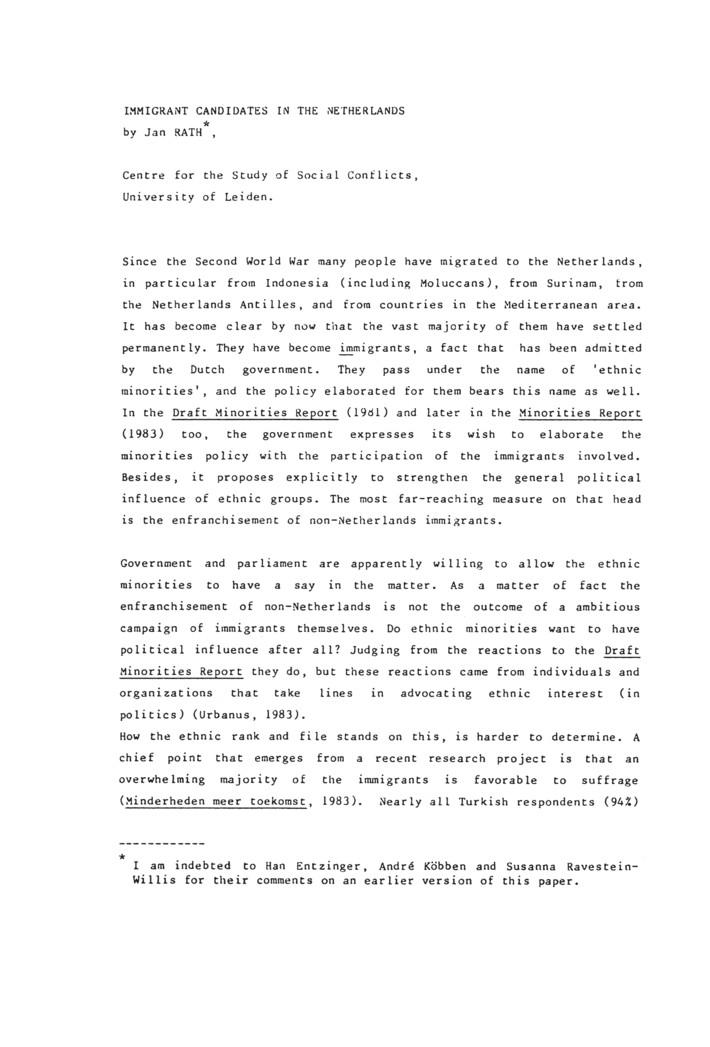 IMMIGRANT CANDIDATES IN THE NETHERLANDS
by Jan RATH*,
Centre for the Study of Social Conflicts,
University of Leiden.
Since the Second World War many people have migrated to the Netherlands,
in particular from Indonesia (including Moluccans), from Surinam, from
the Netherlands Antilles, and from countries in the Mediterranean area.
It has become clear by now that the vast majority of them have settled
permanently. They have become immigrants, a fact that has been admitted
by the Dutch government. They pass under the name of 'ethnic
minorities', and the policy elaborated for them bears this name as well.
In the Draft Minorities Report (1981) and later in the Minorities Report
(1983) too, the government expresses its wish to elaborate the
minorities policy with the participation of the immigrants involved.
Besides, it proposes explicitly to strengthen the general political
influence of ethnic groups. The most far-reaching measure on that head
is the enfranchisement of non-Netherlands immigrants.
Government and parliament are apparently willing to allow the ethnic
minorities to have a say in the matter. As a matter of fact the
enfranchisement of non-Netherlands is not the outcome of a ambitious
campaign of immigrants themselves. Do ethnic minorities want to have
political influence after all? Judging from the reactions to the Draft
Minorities Report they do, but these reactions came from individuals and
organizations that take lines in advocating ethnic interest (in
politics) (Urbanus, 1983).
How the ethnic rank and file stands on this, is harder to determine. A
chief point that emerges from a recent research project is that an
overwhelming majority of the immigrants is favorable to suffrage
(Minderheden meer toekomst, 1983). Nearly all Turkish respondents (94%)
------------
* I am indebted to Han Entzinger, André Köbben and Susanna Ravestein-
Willis for their comments on an earlier version of this paper.